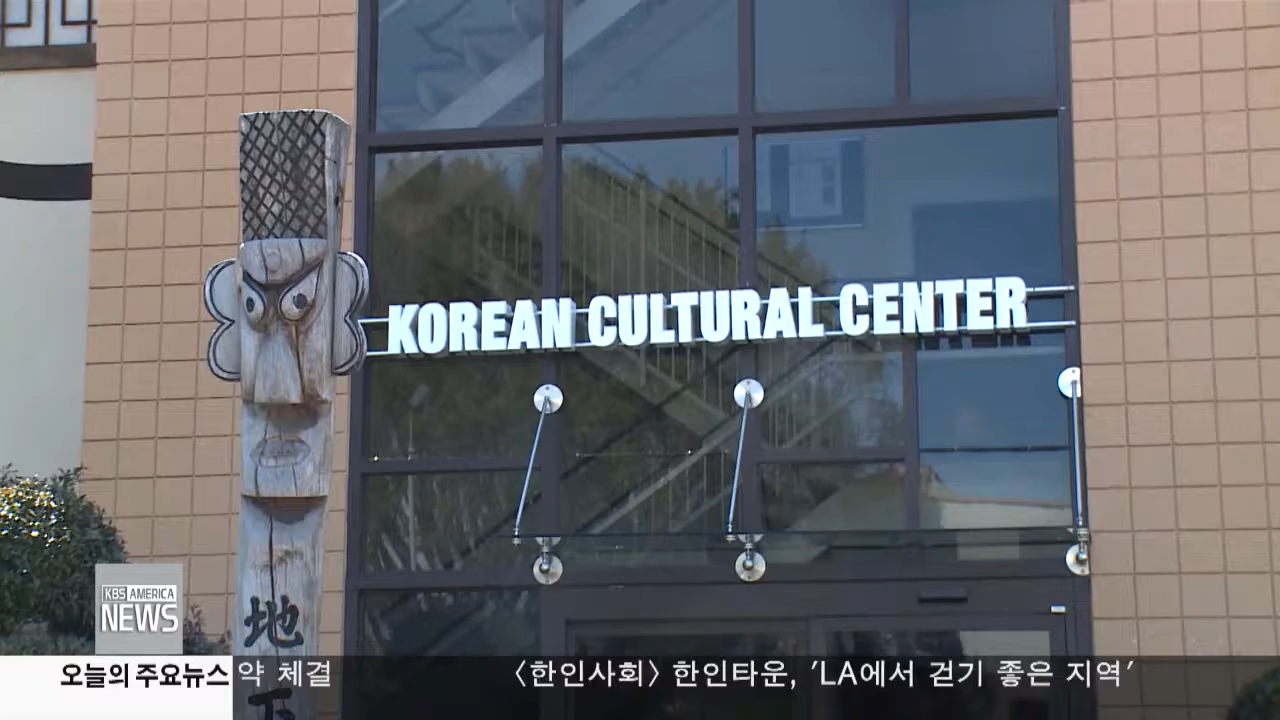 KOREAN CULTURAL CENTER
地
下
KBS AMERICA
NEWS
오늘의 주요뉴스 약 체결 〈한인사회〉 한인타운, 'LA에서 걷기 좋은 지역'